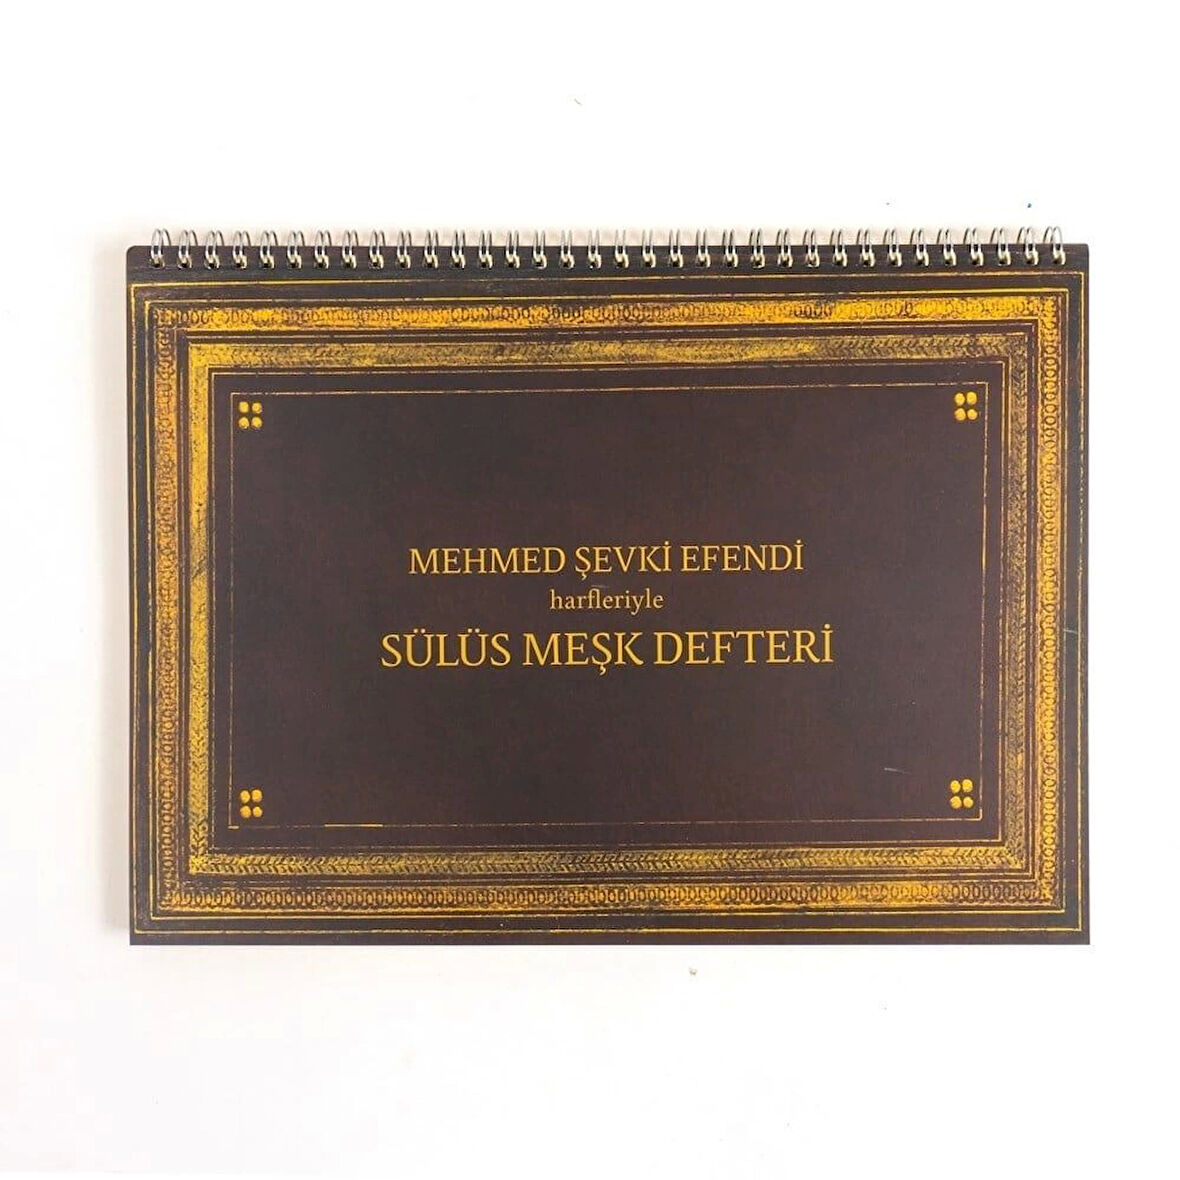 MEHMED ŞEVKİ EFENDİ
harfleriyle
SÜLÜS MEŞK DEFTERİ